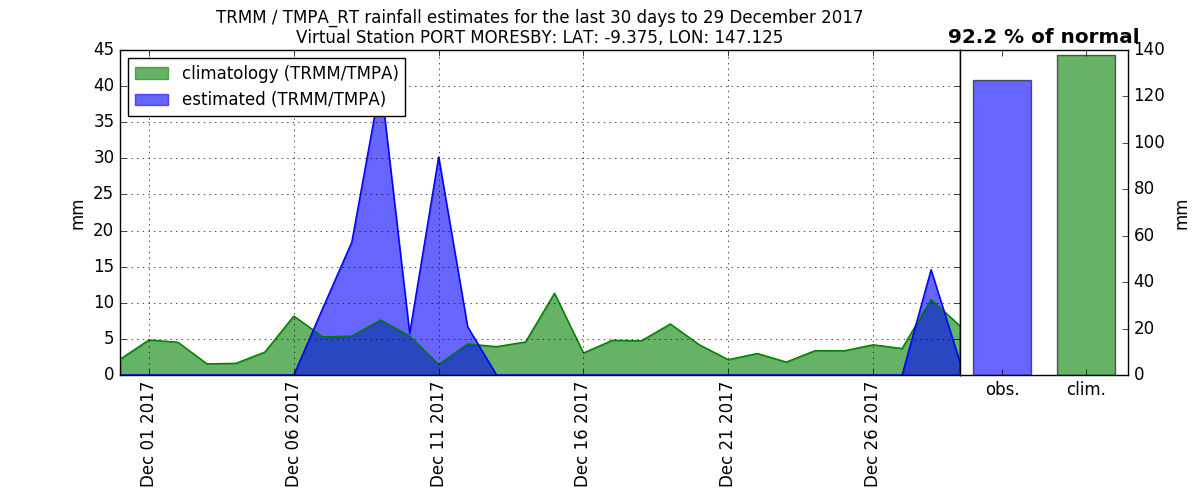 TRMM / TMPA_RT rainfall estimates for the last 30 days to 29 December 2017
Virtual Station PORT MORESBY: LAT: -9.375, LON: 147.125
92.2 % of normal
climatology (TRMM/TMPA)
estimated (TRMM/TMPA)
45
40
35
30
25
20
15
10
5
0
mm
Dec 01 2017
Dec 06 2017
Dec 11 2017
Dec 16 2017
Dec 21 2017
Dec 26 2017
obs.
clim.
140
120
100
80
60
40
20
0
mm